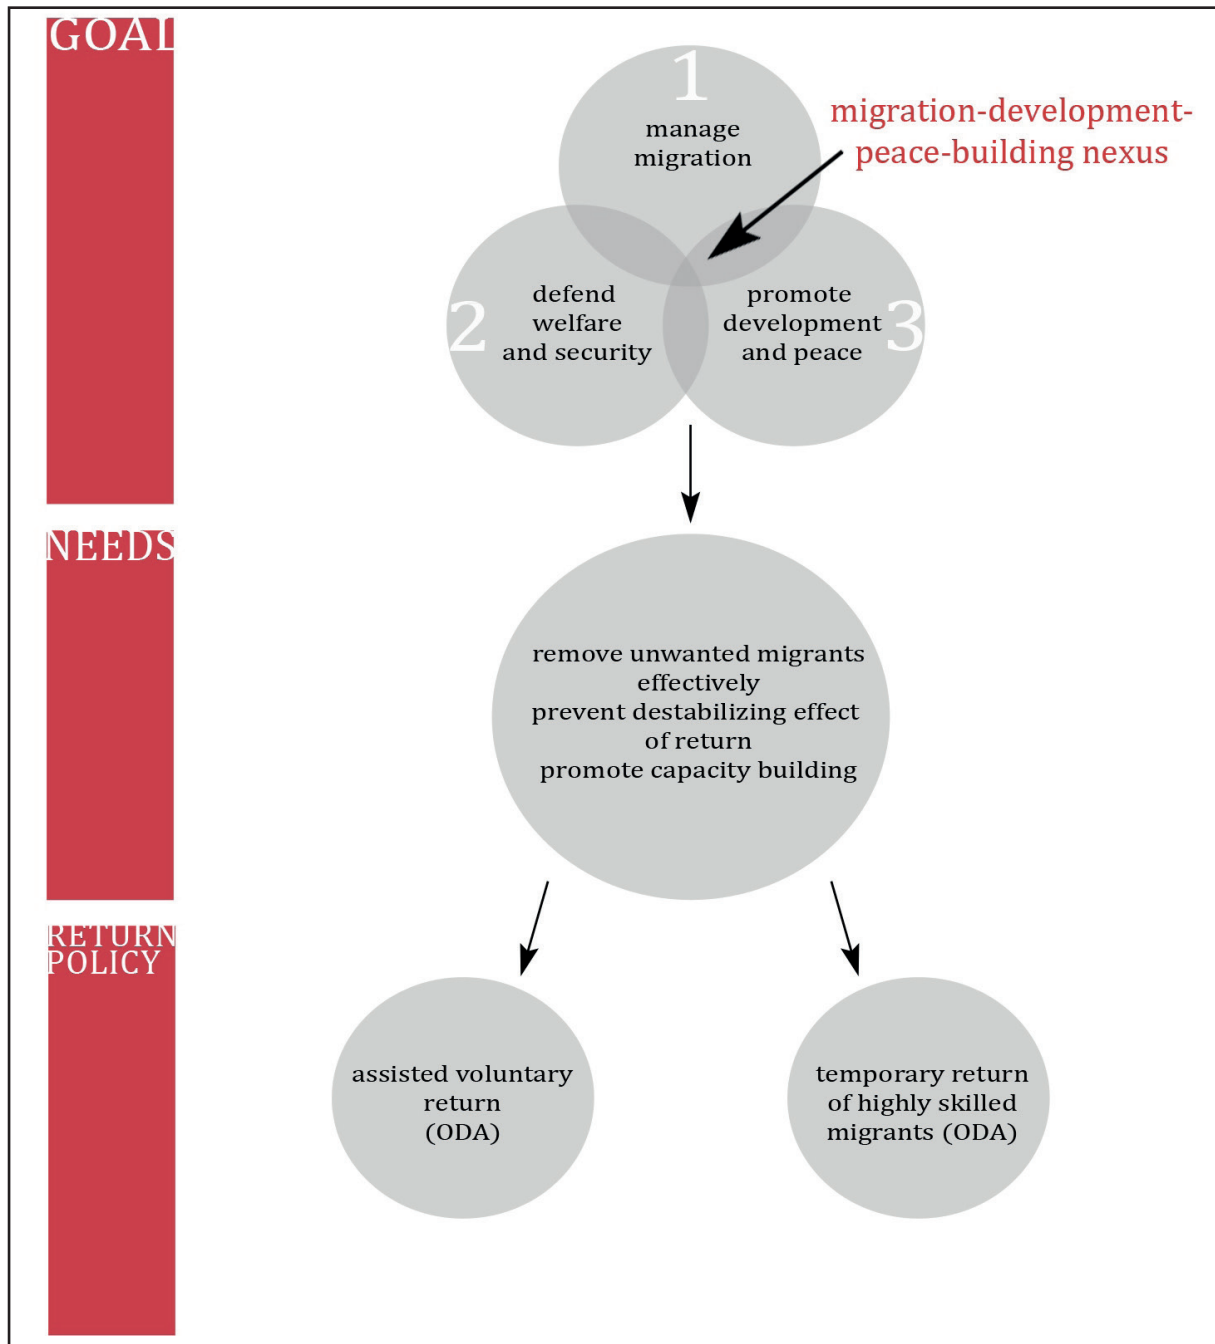 GOAL
1
manage
migration
migration-development-
peace-building nexus
2
defend
welfare
and security
promote
development
and peace
3
NEEDS
remove unwanted migrants
effectively
prevent destabilizing effect
of return
promote capacity building
RETURN
POLICY
assisted voluntary
return
(ODA)
temporary return
of highly skilled
migrants (ODA)